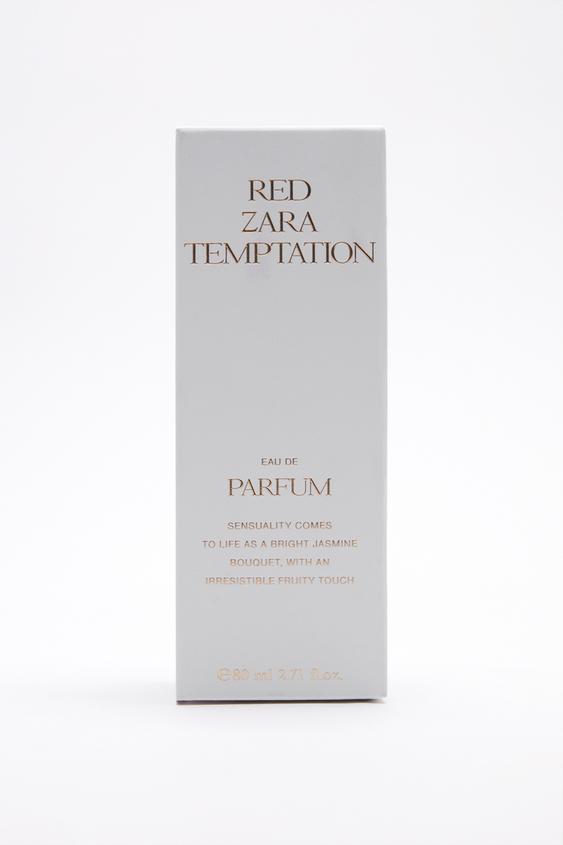 RED
ZARA
TEMPTATION
EAU DE
PARFUM
SENSUALITY COMES
TO LIFE AS A BRIGHT JASMINE
BOUQUET, WITH AN
IRRESISTIBLE FRUITY TOUCH
℮80 ml 2.71 fl.oz.